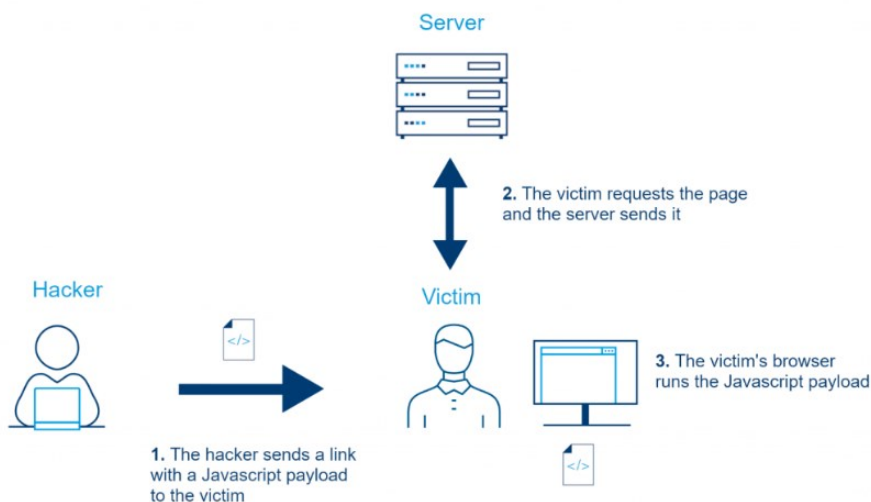 Server
2. The victim requests the page
and the server sends it
Hacker
Victim
</>
3. The victim's browser
runs the Javascript payload
1. The hacker sends a link
with a Javascript payload
to the victim
</>